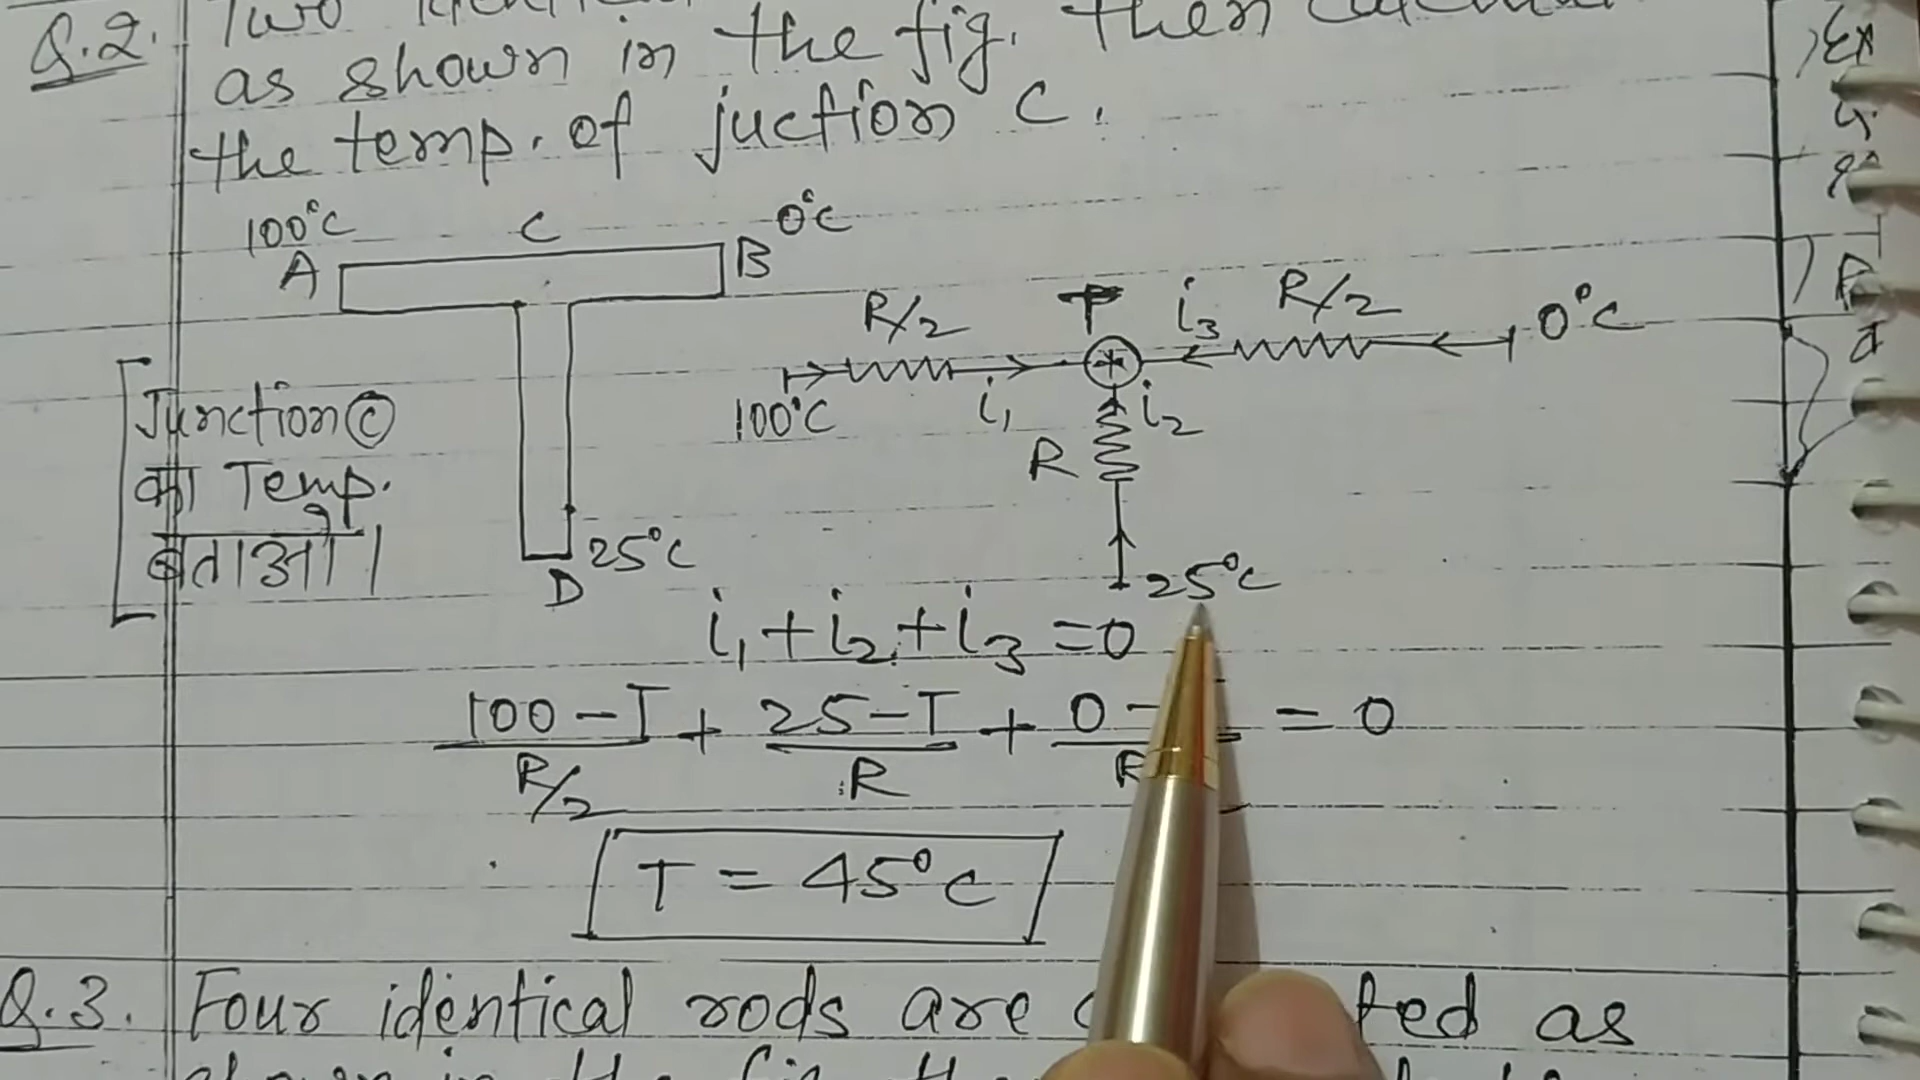 Q.2. Two
as shown in the fig. then
the temp. of juction C.
100°C C 0°C
A B
R/2 T i3 R/2 0°C
100°C i1 i2
R
Junction ©
का Temp.
बताओ।
25°C
D
25°C
i1 + i2 + i3 = 0
100-T/R/2 + 25-T/R + 0- = 0
T = 45°C
Q.3. Four identical rods are as